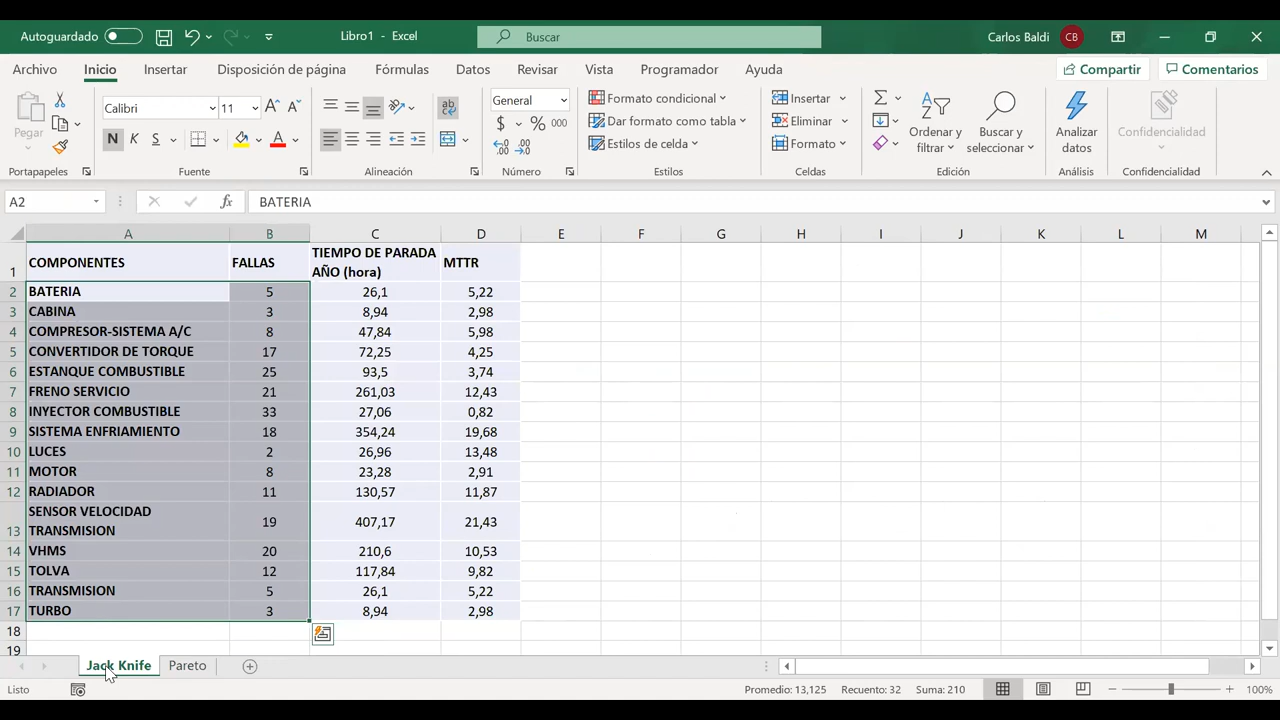 Autoguardado
Libro1 - Excel
Buscar
Carlos Baldi
CB
Archivo Inicio Insertar Disposición de página Fórmulas Datos Revisar Vista Programador Ayuda
Compartir
Comentarios
Pegar
Portapapeles
Calibri 11
N K S
Fuente
ab
Alineación
General
$ % 000
Número
Formato condicional
Dar formato como tabla
Estilos de celda
Estilos
Insertar
Eliminar
Formato
Celdas
Ordenar y filtrar
Buscar y seleccionar
Edición
Analizar datos
Análisis
Confidencialidad
Confidencialidad
A2 fx BATERIA
A B C D E F G H I J K L M
1 COMPONENTES FALLAS TIEMPO DE PARADA AÑO (hora) MTTR
2 BATERIA 5 26,1 5,22
3 CABINA 3 8,94 2,98
4 COMPRESOR-SISTEMA A/C 8 47,84 5,98
5 CONVERTIDOR DE TORQUE 17 72,25 4,25
6 ESTANQUE COMBUSTIBLE 25 93,5 3,74
7 FRENO SERVICIO 21 261,03 12,43
8 INYECTOR COMBUSTIBLE 33 27,06 0,82
9 SISTEMA ENFRIAMIENTO 18 354,24 19,68
10 LUCES 2 26,96 13,48
11 MOTOR 8 23,28 2,91
12 RADIADOR 11 130,57 11,87
13 SENSOR VELOCIDAD TRANSMISION 19 407,17 21,43
14 VHMS 20 210,6 10,53
15 TOLVA 12 117,84 9,82
16 TRANSMISION 5 26,1 5,22
17 TURBO 3 8,94 2,98
18
19
Jack Knife Pareto
Listo
Promedio: 13,125 Recuento: 32 Suma: 210
100%